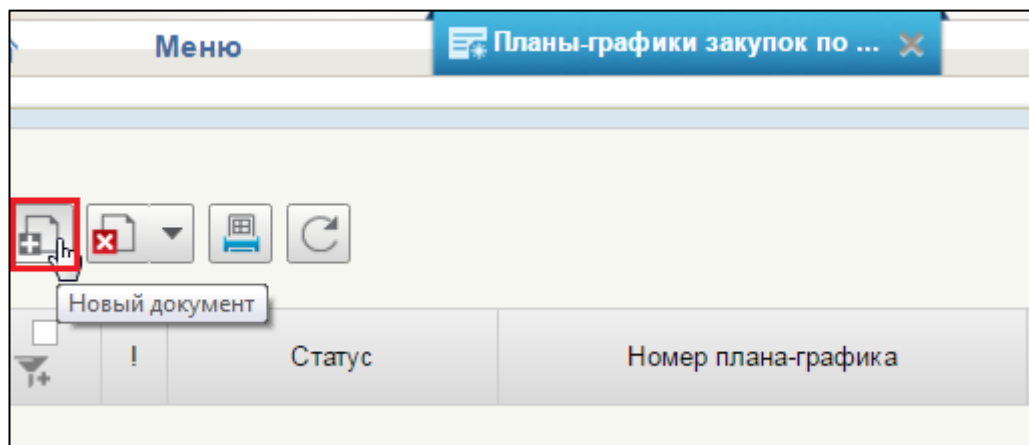 Меню
Планы-графики закупок по ...
Новый документ
!
Статус
Номер плана-графика